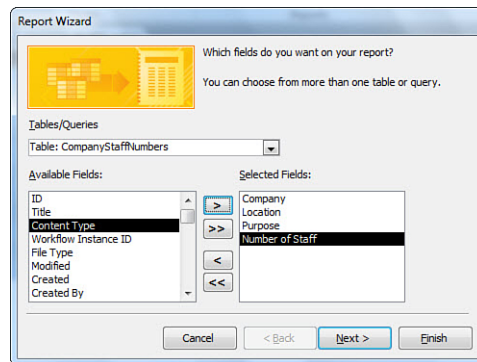 Report Wizard
Which fields do you want on your report?
You can choose from more than one table or query.
Tables/Queries
Table: CompanyStaffNumbers
Available Fields:
Selected Fields:
ID
Title
Content Type
Workflow Instance ID
File Type
Modified
Created
Created By
>
>>
<
<<
Company
Location
Purpose
Number of Staff
Cancel
< Back
Next >
Finish